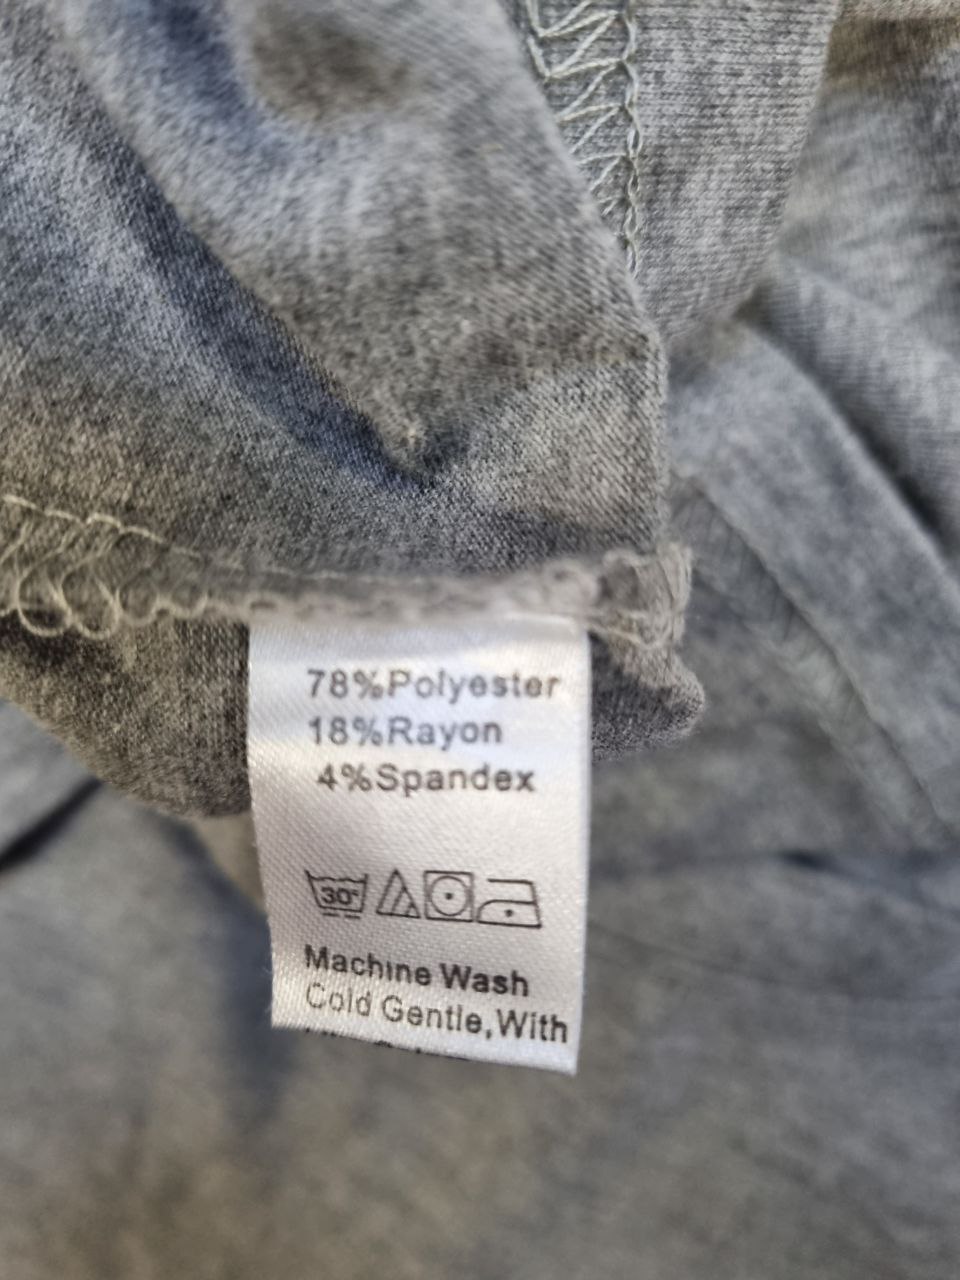 78%Polyester
18%Rayon
4%Spandex
30°
Machine Wash
Cold Gentle,With